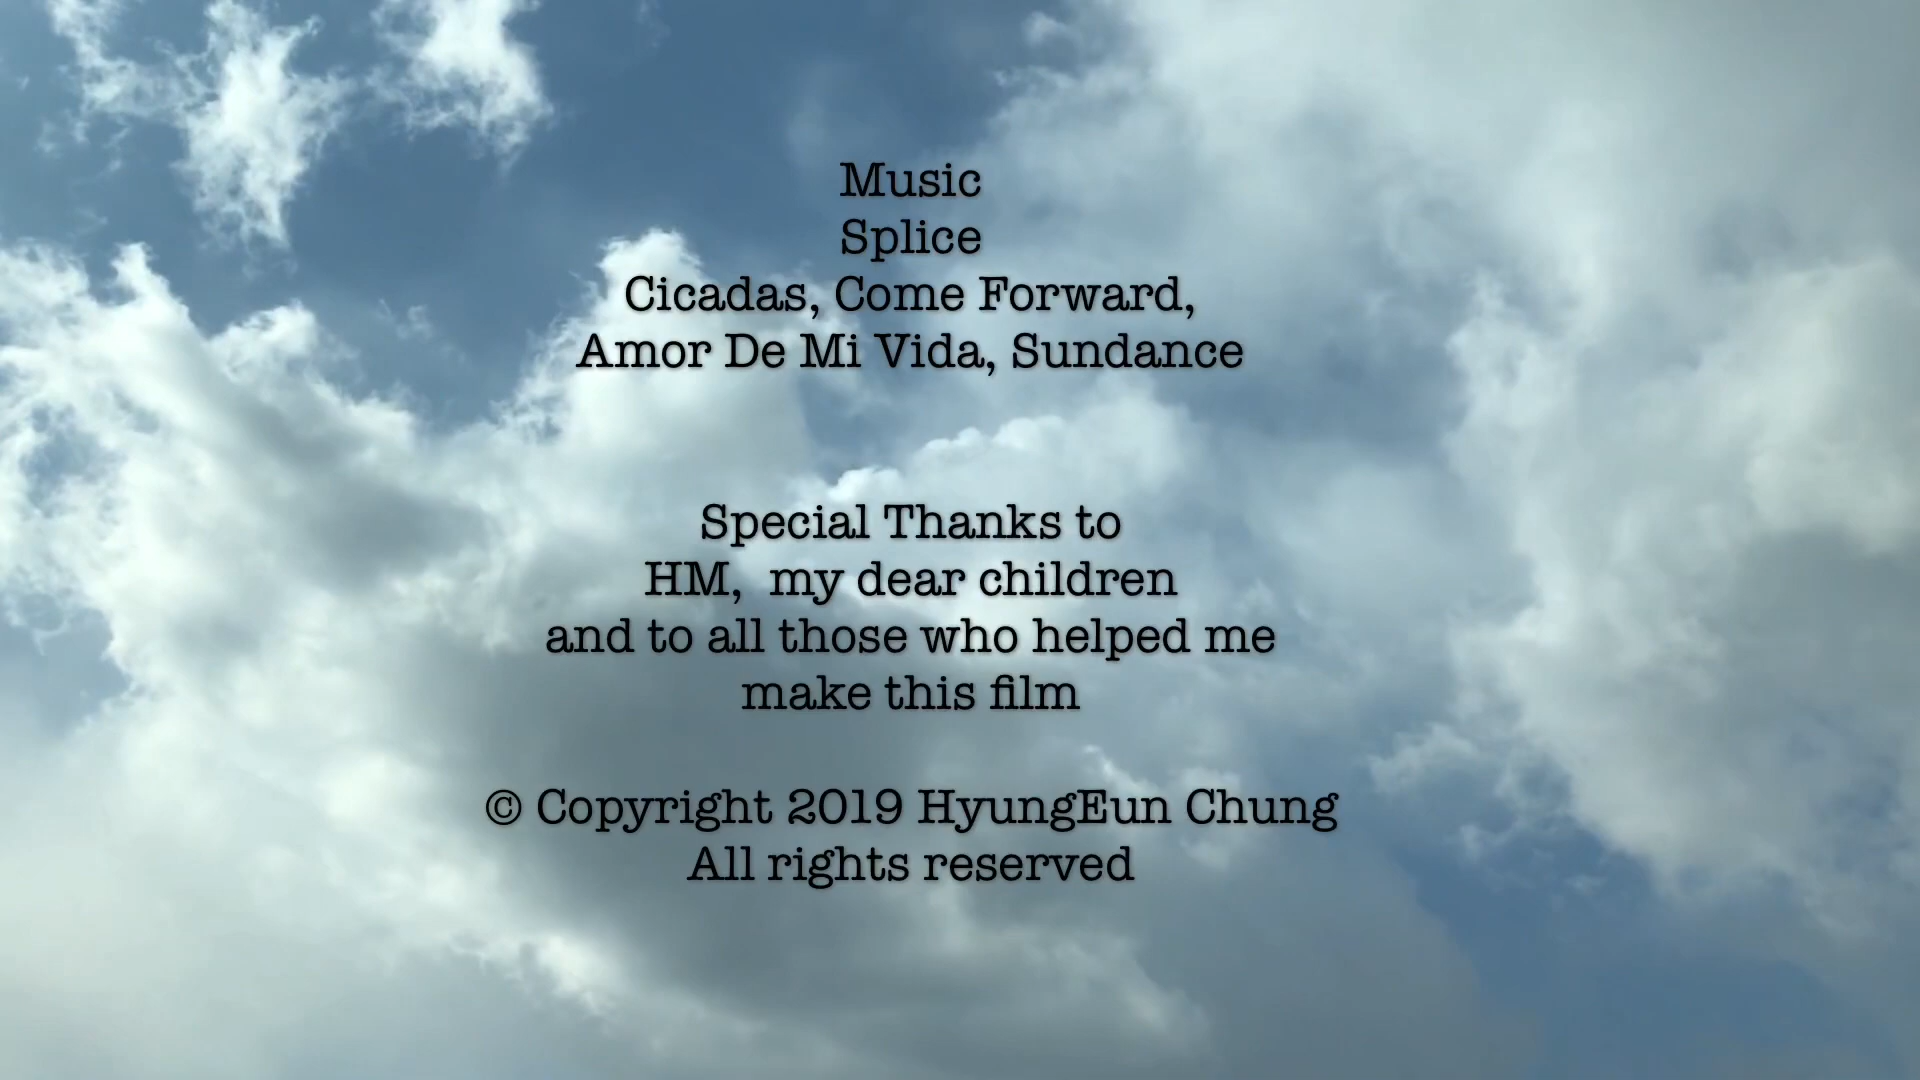 Music
Splice
Cicadas, Come Forward,
Amor De Mi Vida, Sundance
Special Thanks to
HM,  my dear children
and to all those who helped me
make this film
© Copyright 2019 HyungEun Chung
All rights reserved